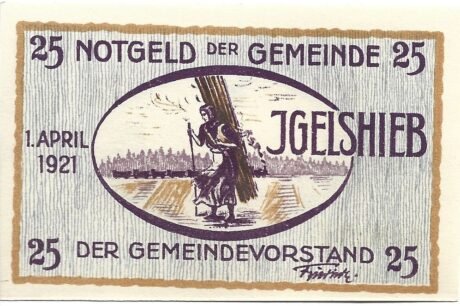 25 NOTGELD DER GEMEINDE 25
JGELSHIEB
1. APRIL
1921
25 DER GEMEINDEVORSTAND 25